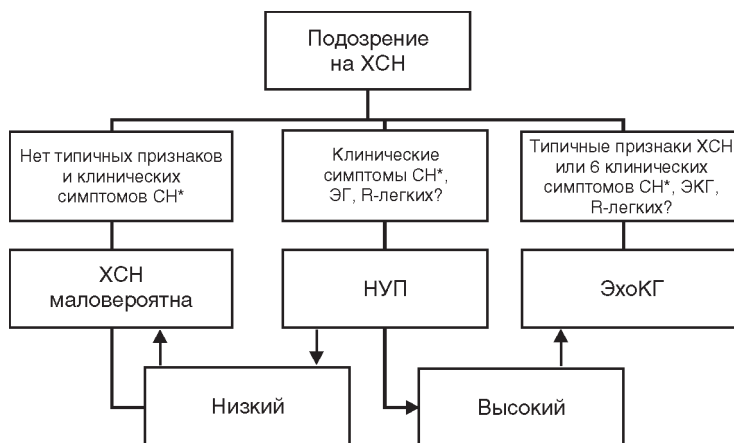 Подозрение
на ХСН
Нет типичных признаков
и клинических
симптомов СН*
Клинические
симптомы СН*,
ЭГ, R-легких?
Типичные признаки ХСН
или 6 клинических
симптомов СН*, ЭКГ,
R-легких?
ХСН
маловероятна
НУП
ЭхоКГ
Низкий
Высокий